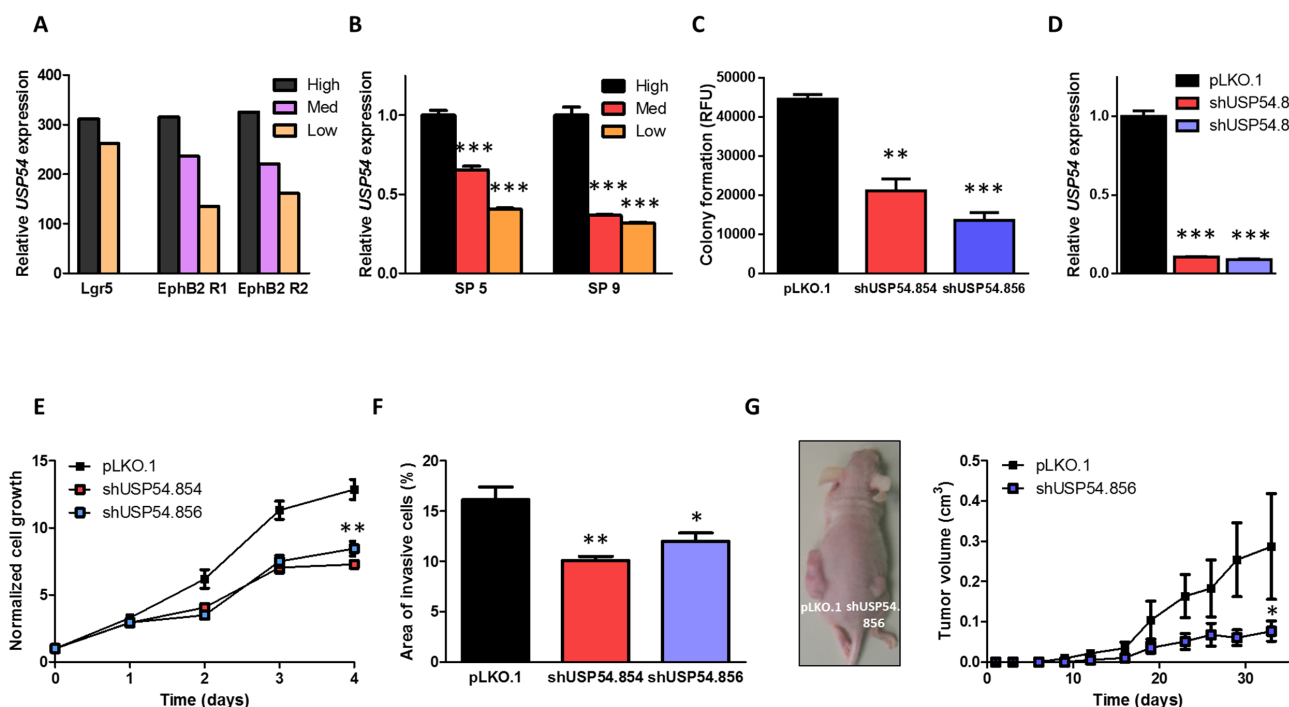 A
Relative USP54 expression
400
300
200
100
0
High
Med
Low
Lgr5
EphB2 R1
EphB2 R2
B
Relative USP54 expression
1.0
0.5
0.0
***
***
***
***
High
Med
Low
SP 5
SP 9
C
Colony formation (RFU)
50000
40000
30000
20000
10000
0
**
***
pLKO.1
shUSP54.854
shUSP54.856
D
Relative USP54 expression
1.0
0.5
0.0
***
***
pLKO.1
shUSP54.8
shUSP54.8
E
Normalized cell growth
15
10
5
0
pLKO.1
shUSP54.854
shUSP54.856
**
0
1
2
3
4
Time (days)
F
Area of invasive cells (%)
20
15
10
5
0
**
*
pLKO.1
shUSP54.854
shUSP54.856
G
pLKO.1
shUSP54.
856
Tumor volume (cm3)
0.5
0.4
0.3
0.2
0.1
0.0
pLKO.1
shUSP54.856
*
0
10
20
30
Time (days)